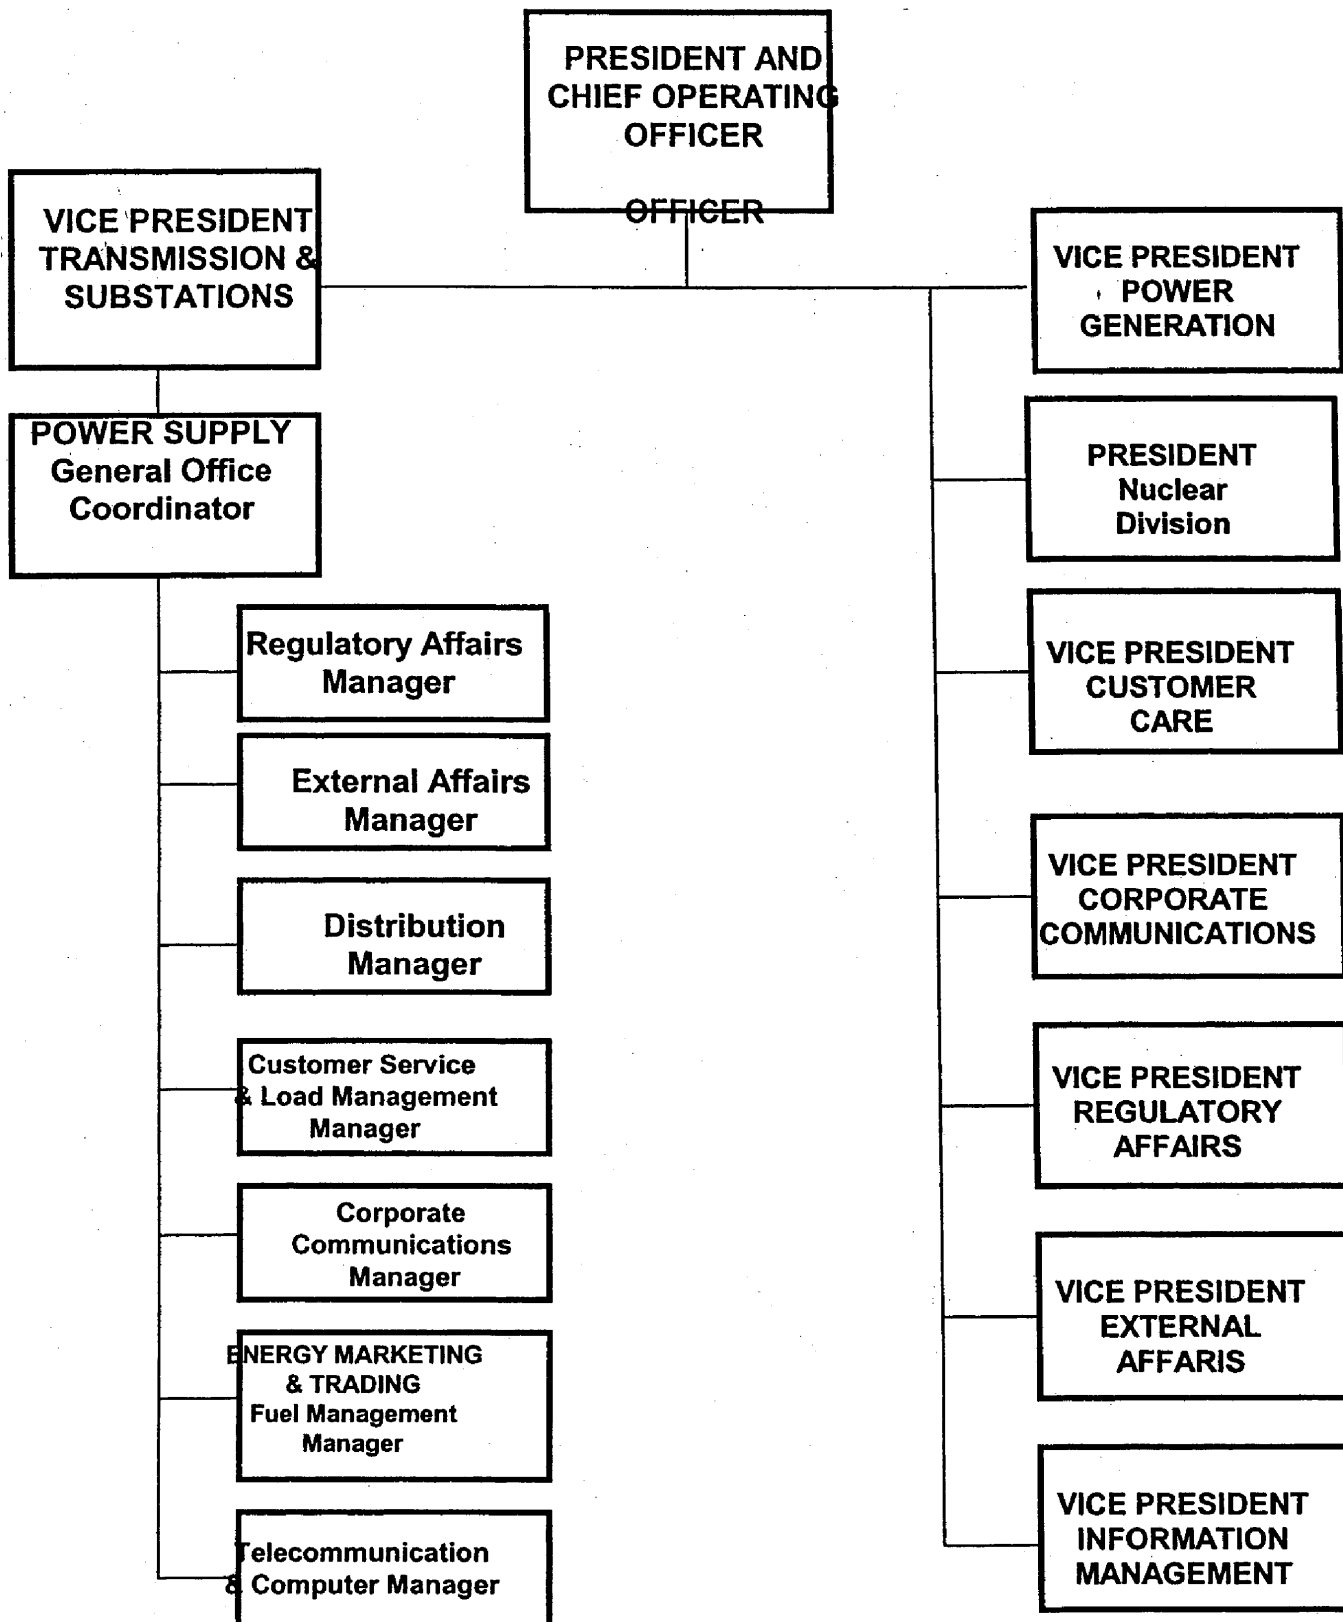 PRESIDENT AND
CHIEF OPERATING
OFFICER
OFFICER
VICE PRESIDENT
TRANSMISSION &
SUBSTATIONS
POWER SUPPLY
General Office
Coordinator
Regulatory Affairs
Manager
External Affairs
Manager
Distribution
Manager
Customer Service
& Load Management
Manager
Corporate
Communications
Manager
ENERGY MARKETING
& TRADING
Fuel Management
Manager
Telecommunication
& Computer Manager
VICE PRESIDENT
POWER
GENERATION
PRESIDENT
Nuclear
Division
VICE PRESIDENT
CUSTOMER
CARE
VICE PRESIDENT
CORPORATE
COMMUNICATIONS
VICE PRESIDENT
REGULATORY
AFFAIRS
VICE PRESIDENT
EXTERNAL
AFFARIS
VICE PRESIDENT
INFORMATION
MANAGEMENT